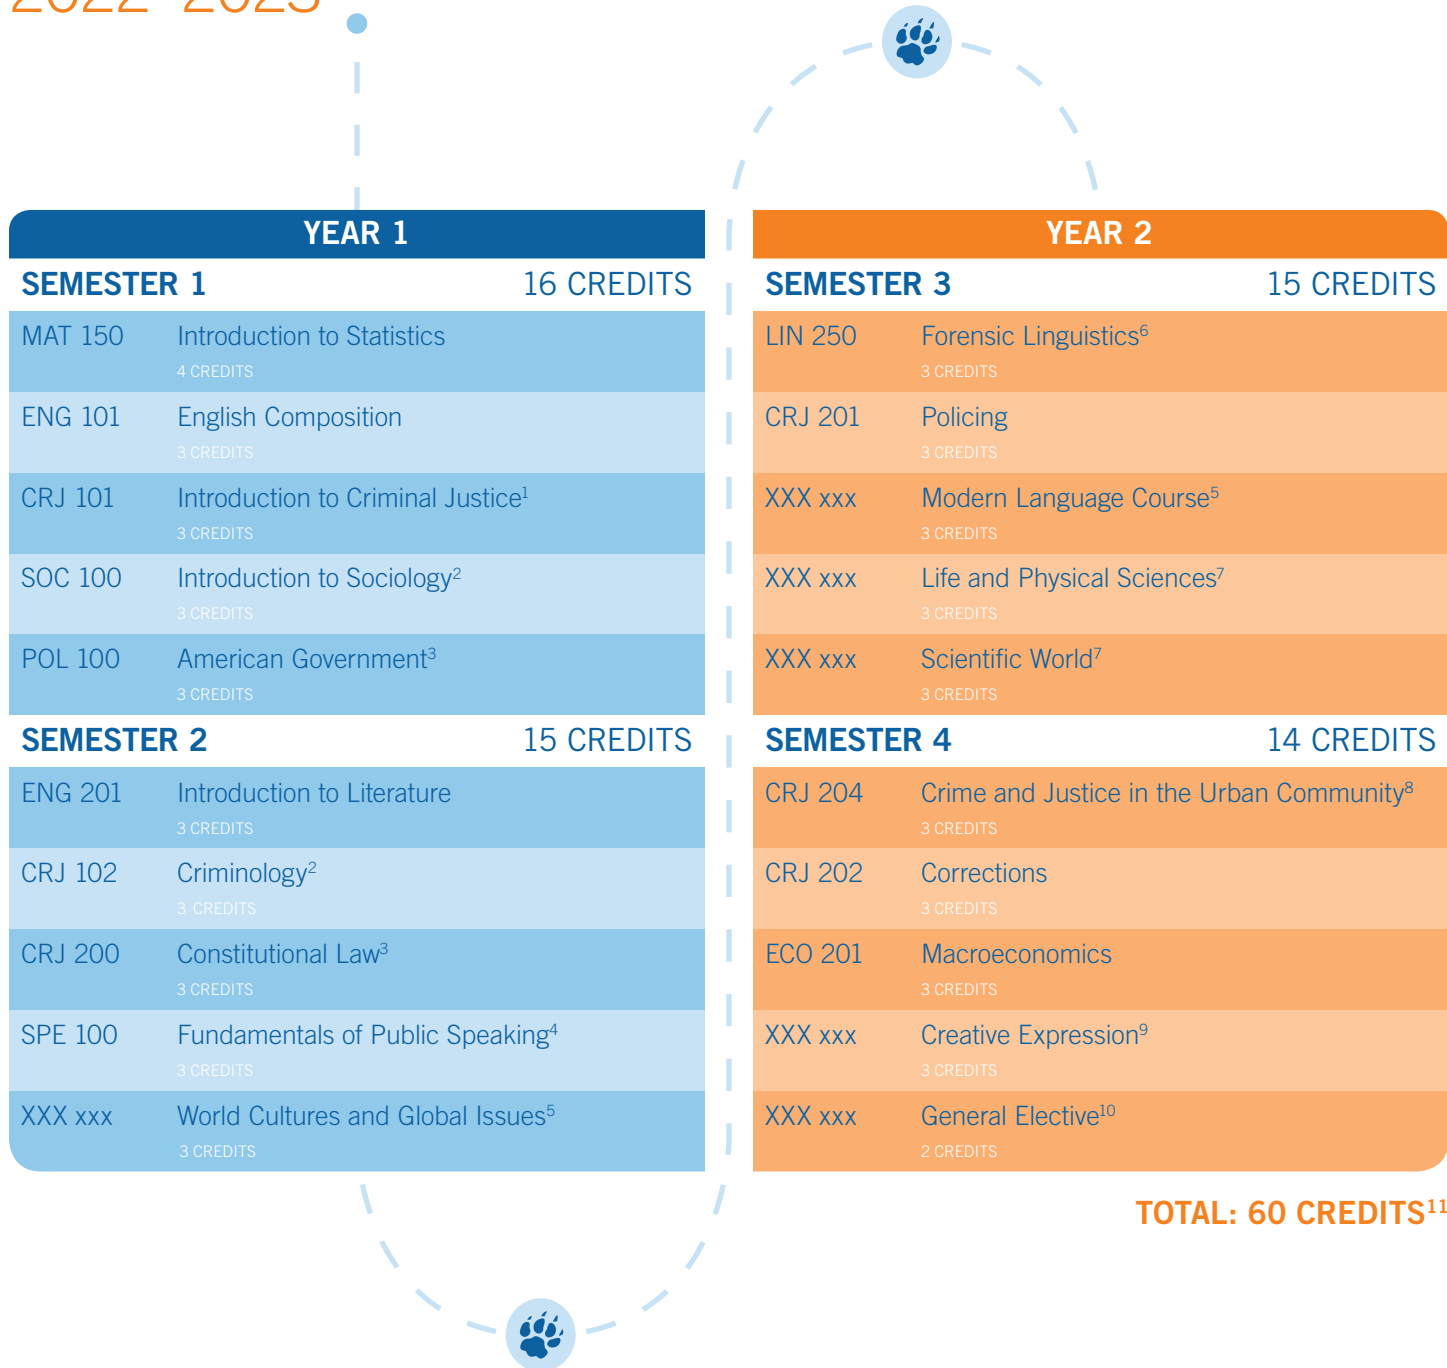 2022–2023
YEAR 1
SEMESTER 1 16 CREDITS
MAT 150 Introduction to Statistics
4 CREDITS
ENG 101 English Composition
3 CREDITS
CRJ 101 Introduction to Criminal Justice¹
3 CREDITS
SOC 100 Introduction to Sociology²
3 CREDITS
POL 100 American Government³
3 CREDITS
SEMESTER 2 15 CREDITS
ENG 201 Introduction to Literature
3 CREDITS
CRJ 102 Criminology²
3 CREDITS
CRJ 200 Constitutional Law³
3 CREDITS
SPE 100 Fundamentals of Public Speaking⁴
3 CREDITS
XXX xxx World Cultures and Global Issues⁵
3 CREDITS
YEAR 2
SEMESTER 3 15 CREDITS
LIN 250 Forensic Linguistics⁶
3 CREDITS
CRJ 201 Policing
3 CREDITS
XXX xxx Modern Language Course⁵
3 CREDITS
XXX xxx Life and Physical Sciences⁷
3 CREDITS
XXX xxx Scientific World⁷
3 CREDITS
SEMESTER 4 14 CREDITS
CRJ 204 Crime and Justice in the Urban Community⁸
3 CREDITS
CRJ 202 Corrections
3 CREDITS
ECO 201 Macroeconomics
3 CREDITS
XXX xxx Creative Expression⁹
3 CREDITS
XXX xxx General Elective¹⁰
2 CREDITS
TOTAL: 60 CREDITS¹¹